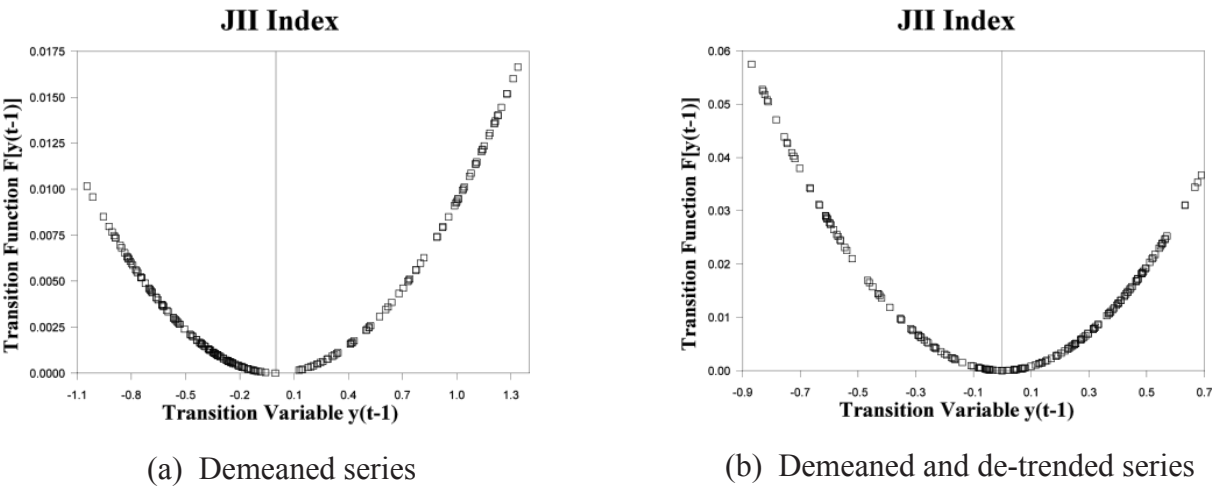 JII Index
0.0175
0.0150
0.0125
0.0100
0.0075
0.0050
0.0025
0.0000
Transition Function F[y(t-1)]
-1.1 -0.8 -0.5 -0.2 0.1 0.4 0.7 1.0 1.3
Transition Variable y(t-1)
(a) Demeaned series
JII Index
0.06
0.05
0.04
0.03
0.02
0.01
0.00
Transition Function F[y(t-1)]
-0.9 -0.7 -0.5 -0.3 -0.1 0.1 0.3 0.5 0.7
Transition Variable y(t-1)
(b) Demeaned and de-trended series